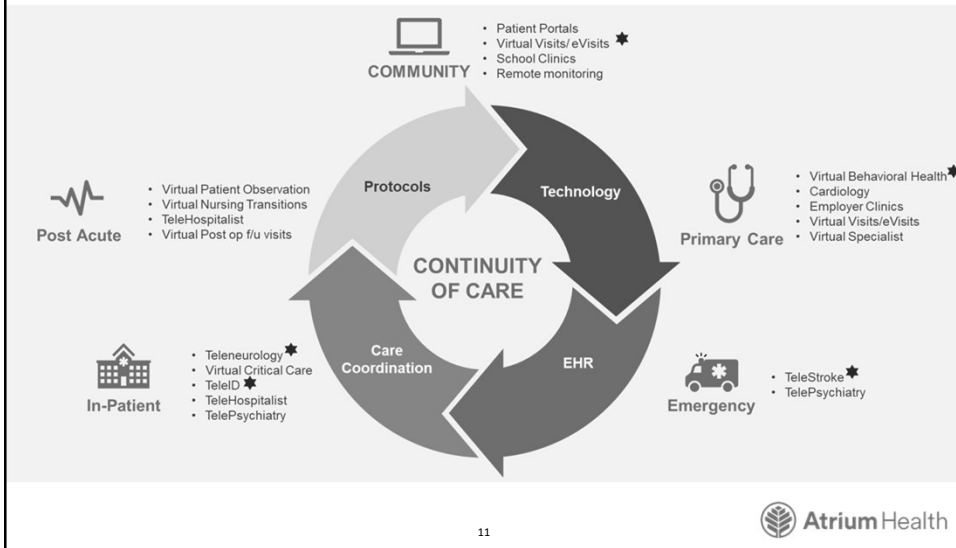 COMMUNITY
• Patient Portals
• Virtual Visits/ eVisits
• School Clinics
• Remote monitoring
Protocols
Technology
Post Acute
• Virtual Patient Observation
• Virtual Nursing Transitions
• TeleHospitalist
• Virtual Post op f/u visits
Primary Care
• Virtual Behavioral Health
• Cardiology
• Employer Clinics
• Virtual Visits/eVisits
• Virtual Specialist
CONTINUITY
OF CARE
In-Patient
• Teleneurology
• Virtual Critical Care
• TeleID
• TeleHospitalist
• TelePsychiatry
Care
Coordination
EHR
Emergency
• TeleStroke
• TelePsychiatry
11
Atrium Health